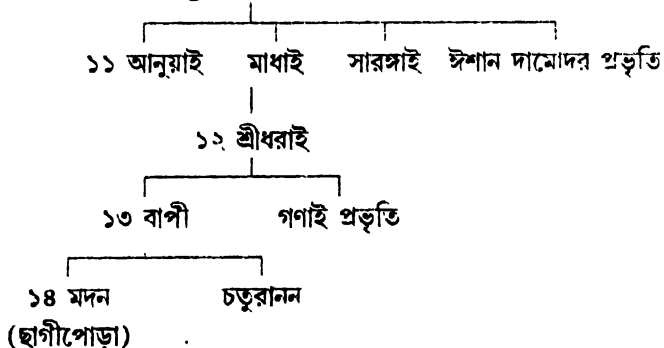 ১১ আনুয়াই মাধাই সারঙ্গাই ঈশান দামোদর প্রভৃতি
১২ শ্রীধরাই
১৩ বাপী গণাই প্রভৃতি
১৪ মদন চতুরানন
(ছাগীপোড়া)